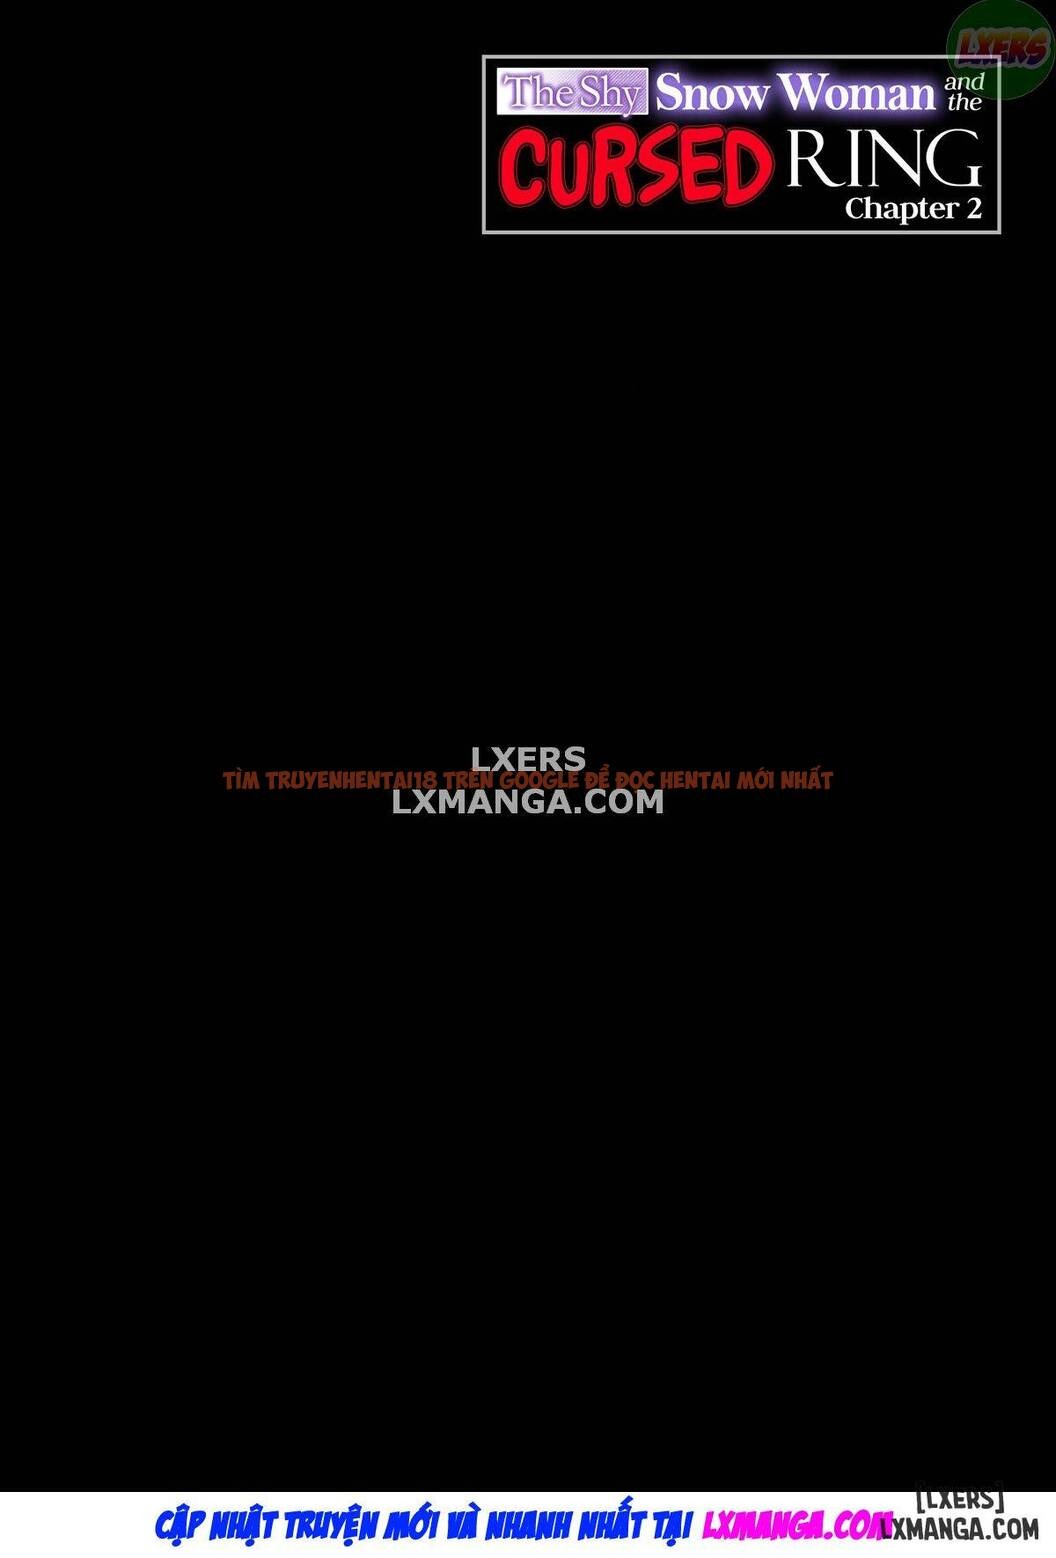 LXERS
The Shy Snow Woman and the
CURSED RING
Chapter 2
LXERS
TÌM TRUYENHENTAI18 TRÊN GOOGLE ĐỂ ĐỌC HENTAI MỚI NHẤT
LXMANGA.COM
[LXERS]
CẬP NHẬT TRUYỆN MỚI VÀ NHANH NHẤT TẠI LXMANGA.COM
LXMANGA.COM